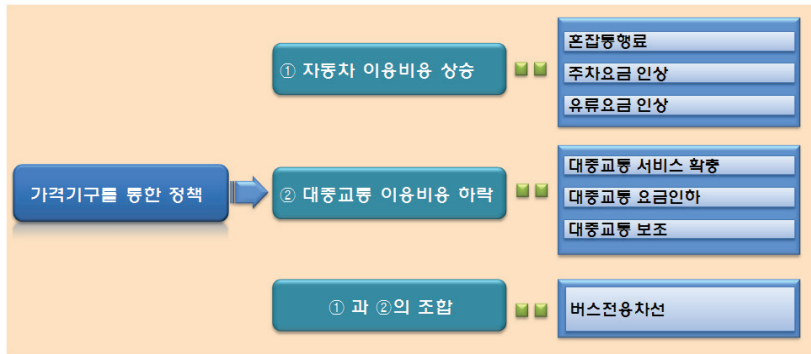 가격기구를 통한 정책
① 자동차 이용비용 상승
혼잡통행료
주차요금 인상
유류요금 인상
② 대중교통 이용비용 하락
대중교통 서비스 확충
대중교통 요금인하
대중교통 보조
① 과 ②의 조합
버스전용차선